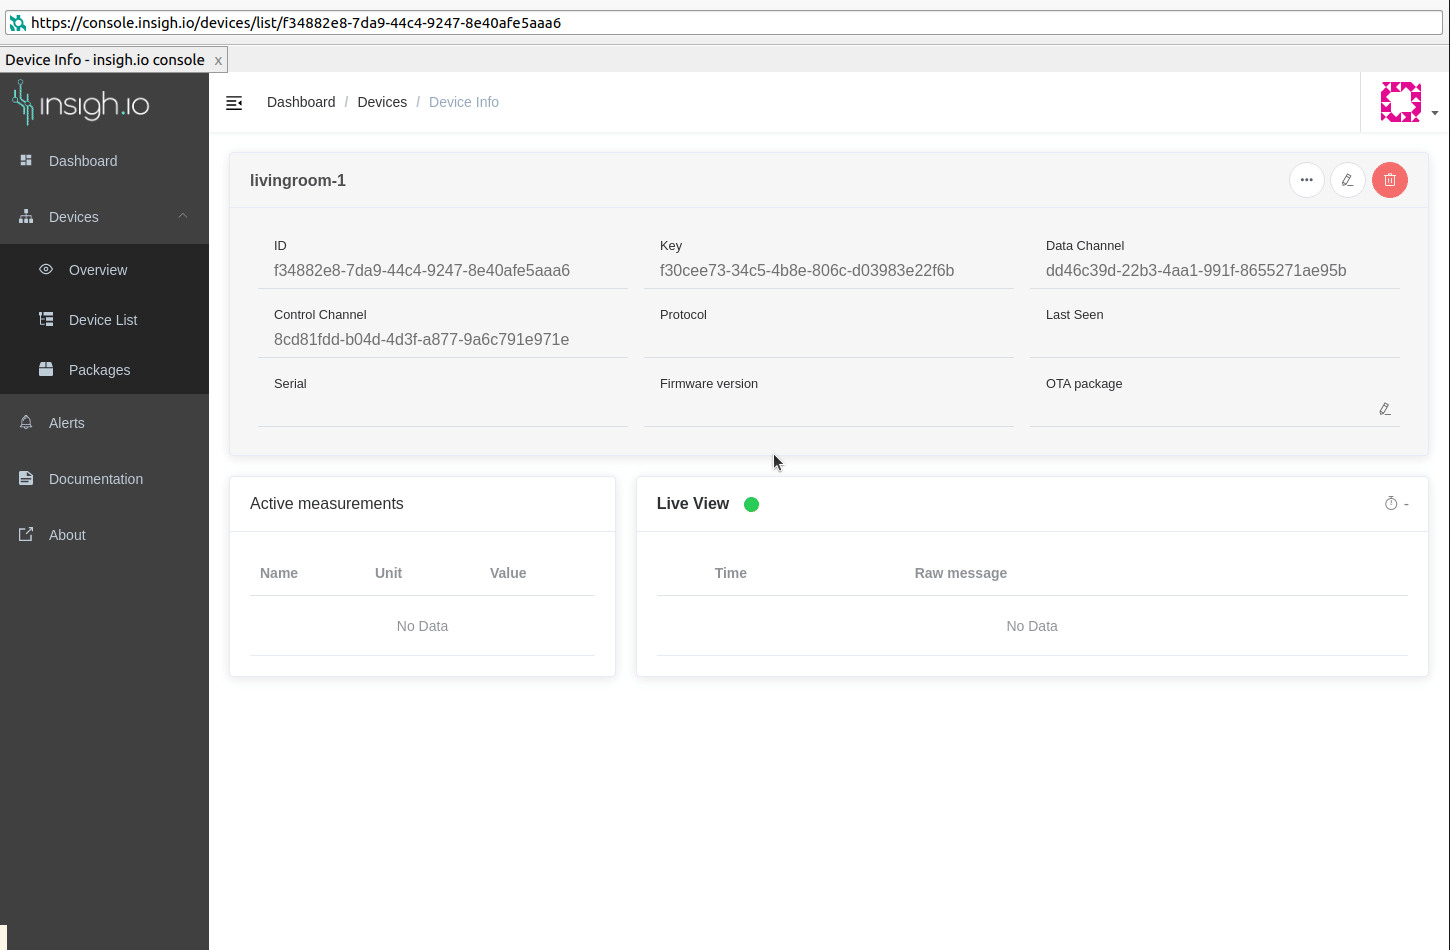 https://console.insigh.io/devices/list/f34882e8-7da9-44c4-9247-8e40afe5aaa6
Device Info - insigh.io console x
insigh.io
Dashboard / Devices / Device Info
Dashboard
Devices
Overview
Device List
Packages
Alerts
Documentation
About
livingroom-1
ID Key Data Channel
f34882e8-7da9-44c4-9247-8e40afe5aaa6 f30cee73-34c5-4b8e-806c-d03983e22f6b dd46c39d-22b3-4aa1-991f-8655271ae95b
Control Channel Protocol Last Seen
8cd81fdd-b04d-4d3f-a877-9a6c791e971e
Serial Firmware version OTA package
Active measurements
Name Unit Value
No Data
Live View -
Time Raw message
No Data